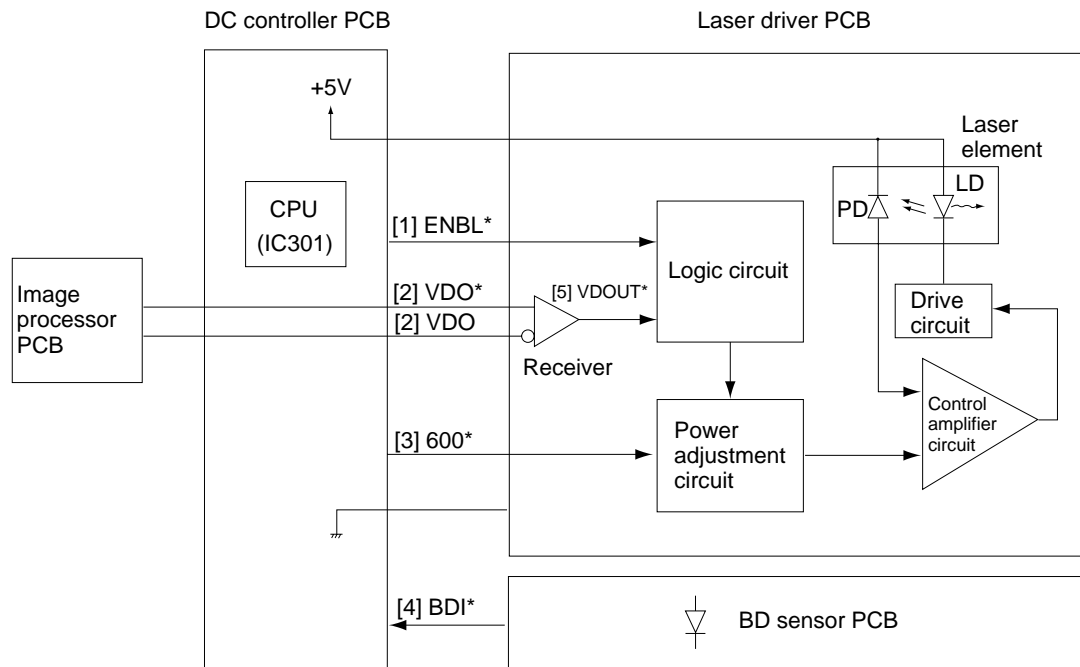 DC controller PCB
Laser driver PCB
+5V
Laser
element
CPU
(IC301)
PD
LD
[1] ENBL*
Logic circuit
Image
processor
PCB
[2] VDO*
[2] VDO
[5] VDOUT*
Receiver
Drive
circuit
[3] 600*
Power
adjustment
circuit
Control
amplifier
circuit
[4] BDI*
BD sensor PCB